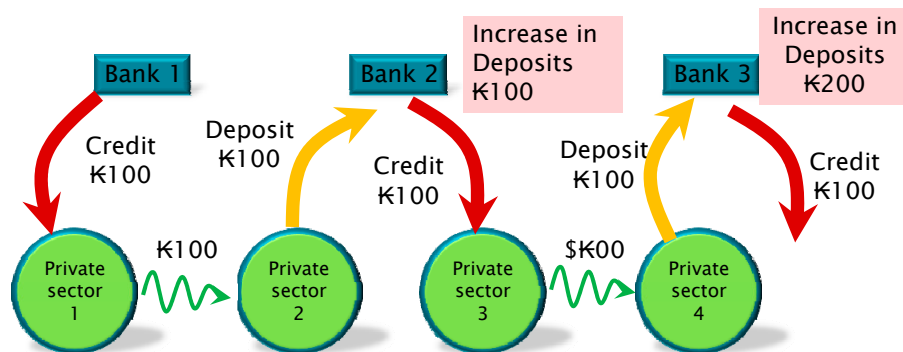 Bank 1
Bank 2
Increase in
Deposits
₭100
Bank 3
Increase in
Deposits
₭200
Credit
₭100
Deposit
₭100
Credit
₭100
Deposit
₭100
Credit
₭100
Private
sector
1
₭100
Private
sector
2
Private
sector
3
$₭00
Private
sector
4